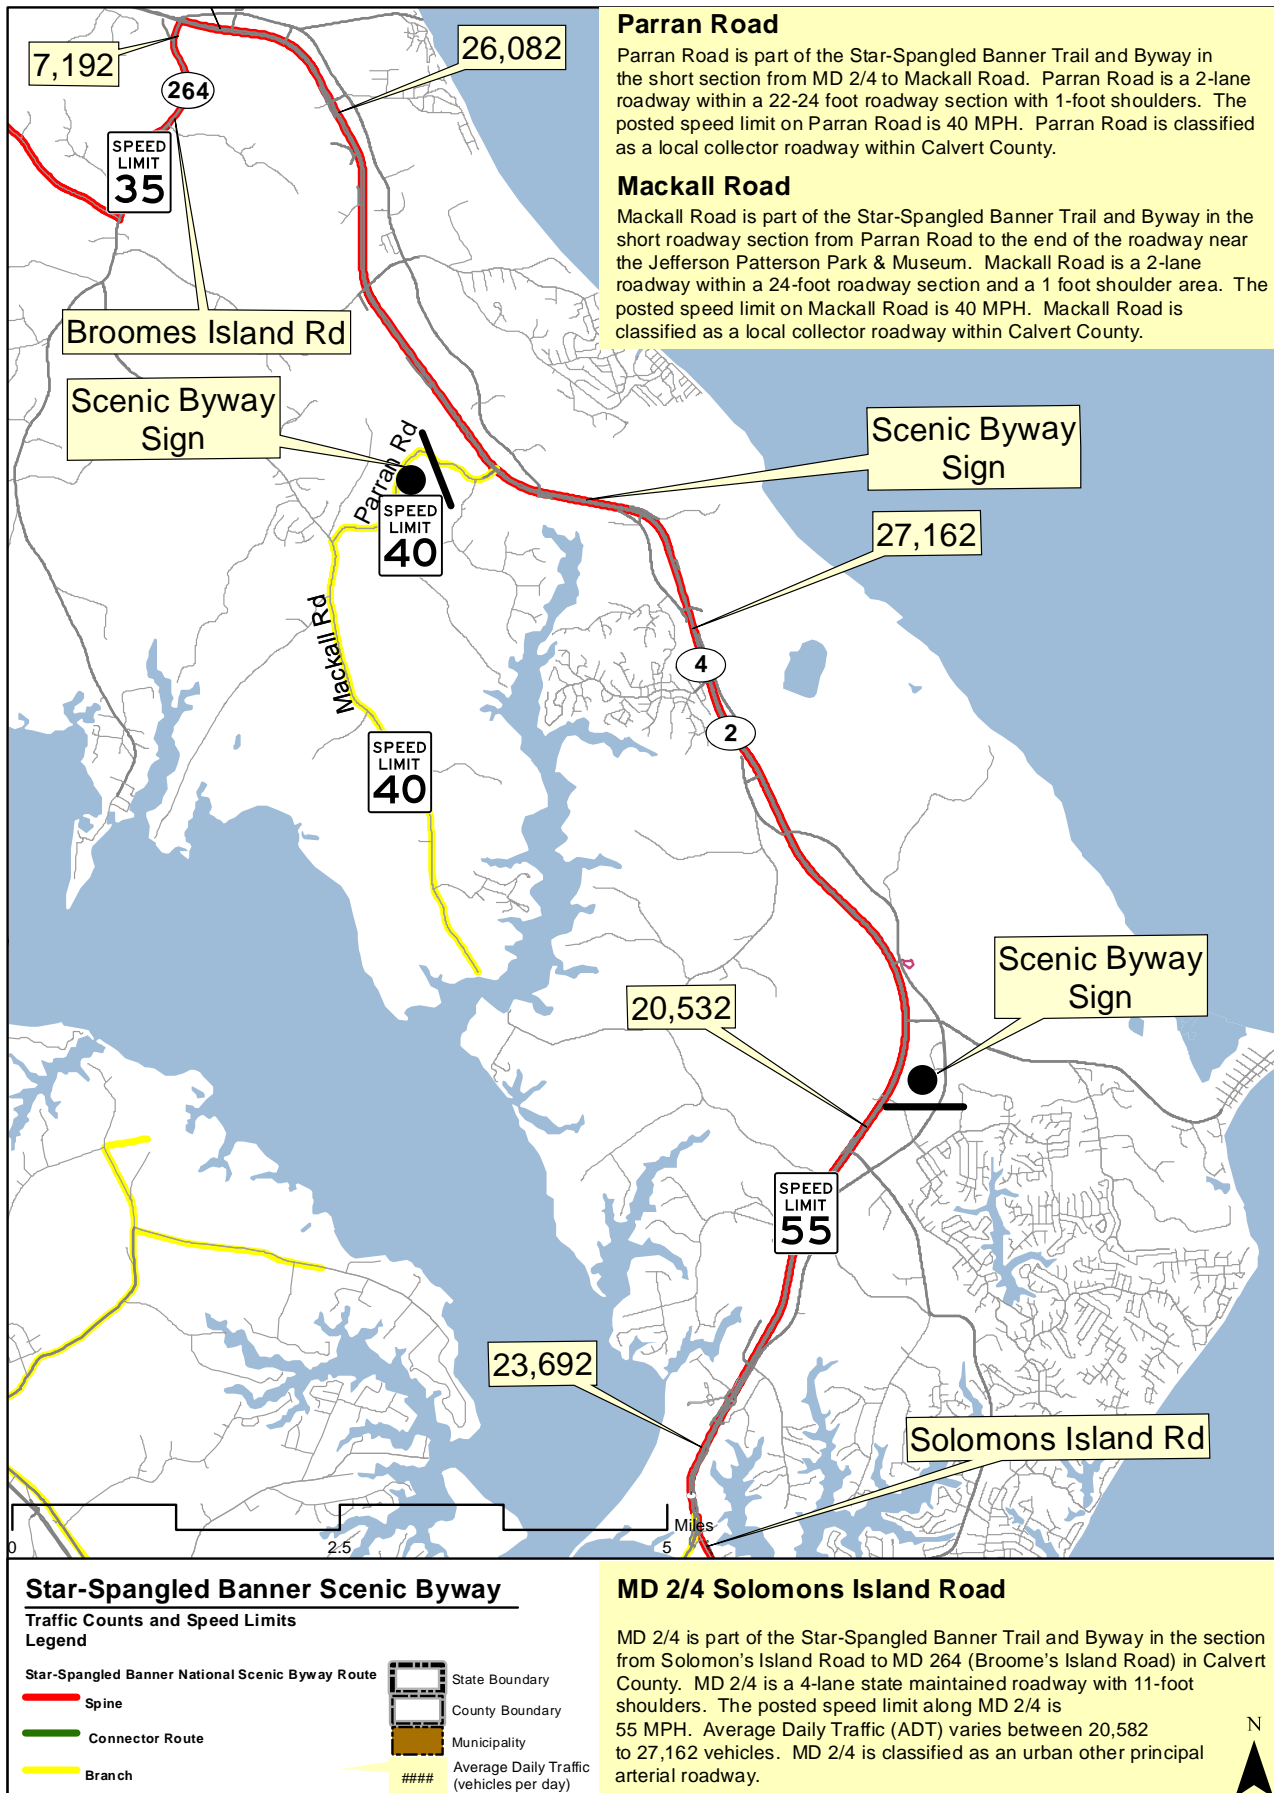 Parran Road
Parran Road is part of the Star-Spangled Banner Trail and Byway in
the short section from MD 2/4 to Mackall Road.  Parran Road is a 2-lane
roadway within a 22-24 foot roadway section with 1-foot shoulders.  The
posted speed limit on Parran Road is 40 MPH.  Parran Road is classified
as a local collector roadway within Calvert County.
Mackall Road
Mackall Road is part of the Star-Spangled Banner Trail and Byway in the
short roadway section from Parran Road to the end of the roadway near
the Jefferson Patterson Park & Museum.  Mackall Road is a 2-lane
roadway within a 24-foot roadway section and a 1 foot shoulder area.  The
posted speed limit on Mackall Road is 40 MPH.  Mackall Road is
classified as a local collector roadway within Calvert County.
7,192
26,082
264
SPEED
LIMIT
35
Broomes Island Rd
Scenic Byway
Sign
Parran Rd
SPEED
LIMIT
40
Scenic Byway
Sign
27,162
Mackall Rd
4
2
SPEED
LIMIT
40
Scenic Byway
Sign
20,532
SPEED
LIMIT
55
23,692
Solomons Island Rd
Miles
0
2.5
5
Star-Spangled Banner Scenic Byway
Traffic Counts and Speed Limits
Legend
Star-Spangled Banner National Scenic Byway Route
Spine
Connector Route
Branch
State Boundary
County Boundary
Municipality
####
Average Daily Traffic
(vehicles per day)
MD 2/4 Solomons Island Road
MD 2/4 is part of the Star-Spangled Banner Trail and Byway in the section
from Solomon's Island Road to MD 264 (Broome's Island Road) in Calvert
County.  MD 2/4 is a 4-lane state maintained roadway with 11-foot
shoulders.  The posted speed limit along MD 2/4 is
55 MPH.  Average Daily Traffic (ADT) varies between 20,582
to 27,162 vehicles.  MD 2/4 is classified as an urban other principal
arterial roadway.
N